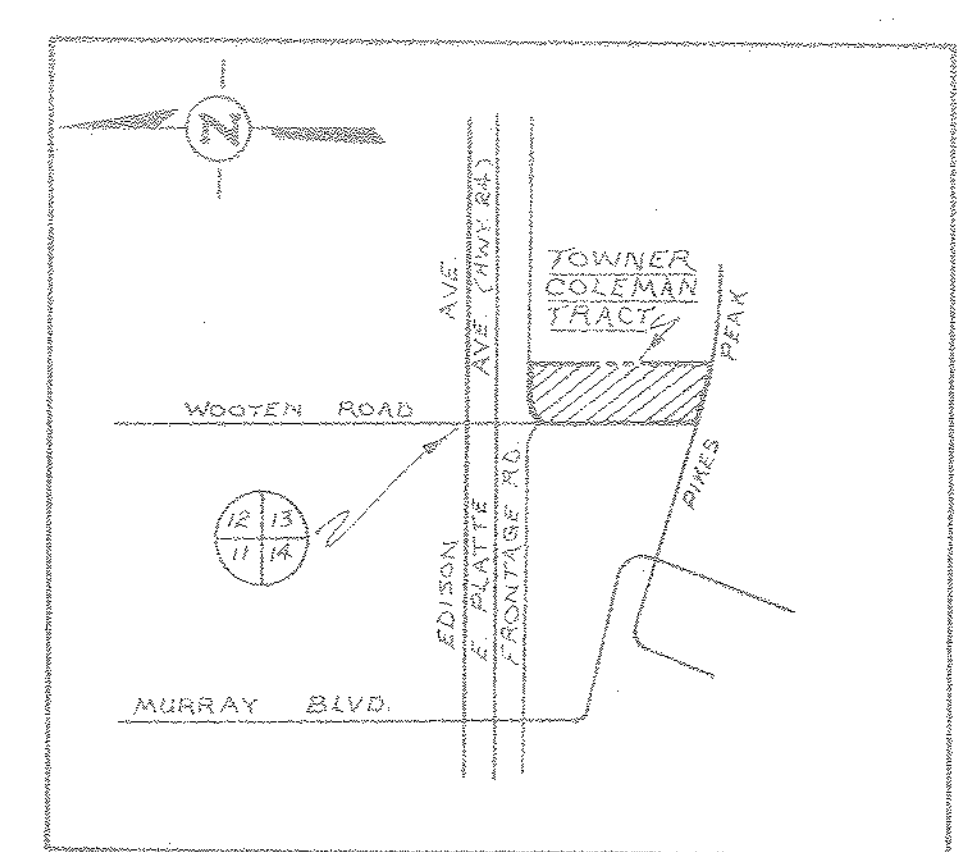 N
AVE.
AVE. (HWY. 24)
TOWNER
COLEMAN
TRACT
PEAK
WOOTEN ROAD
PIKES
12 13
11 14
EDISON
E. PLATTE
FRONTAGE RD.
MURRAY BLVD.